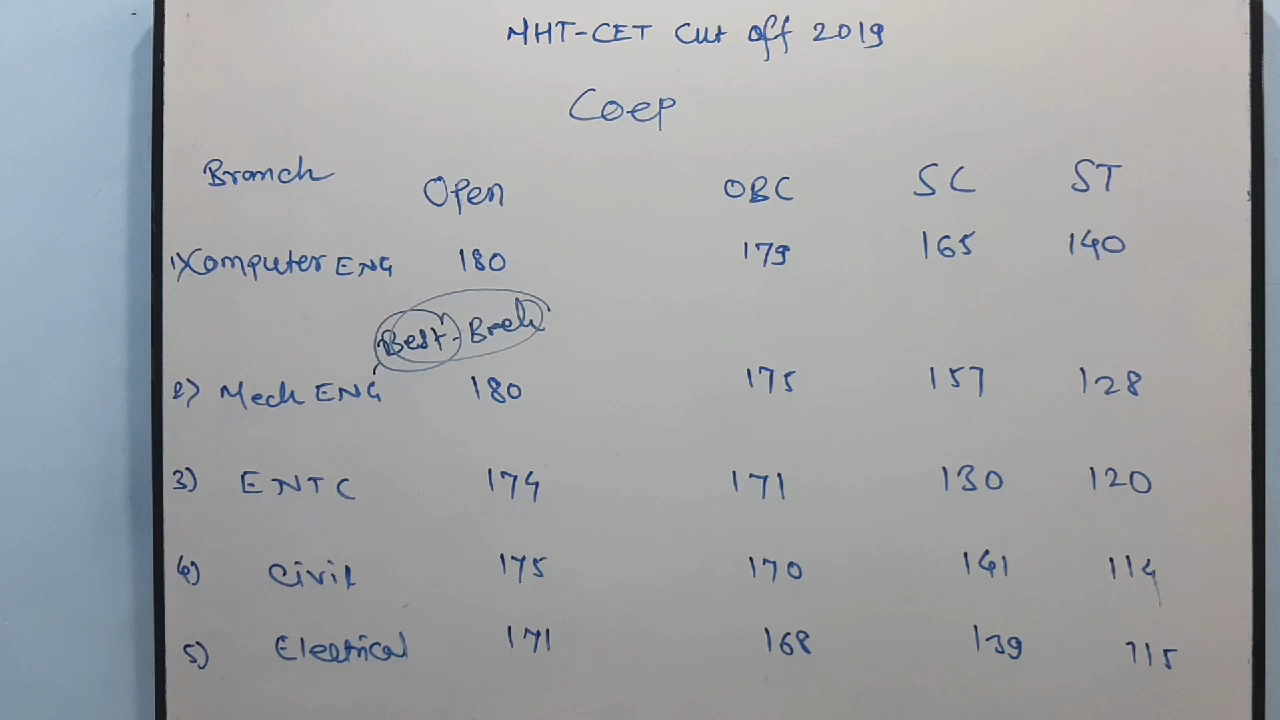 MHT-CET Cut off 2019
Coep
Branch Open OBC SC ST
1) Computer ENG 180 179 165 140
Best-Brch
2) Mech ENG 180 175 157 128
3) ENTC 174 171 130 120
4) Civil 175 170 141 114
5) Electrical 171 168 139 115